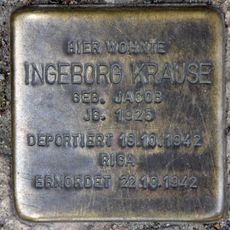 HIER WOHNTE
INGEBORG KRAUSE
GEB. JACOB
JG. 1925
DEPORTIERT 19.10.1942
RIGA
ERMORDET 22.10.1942